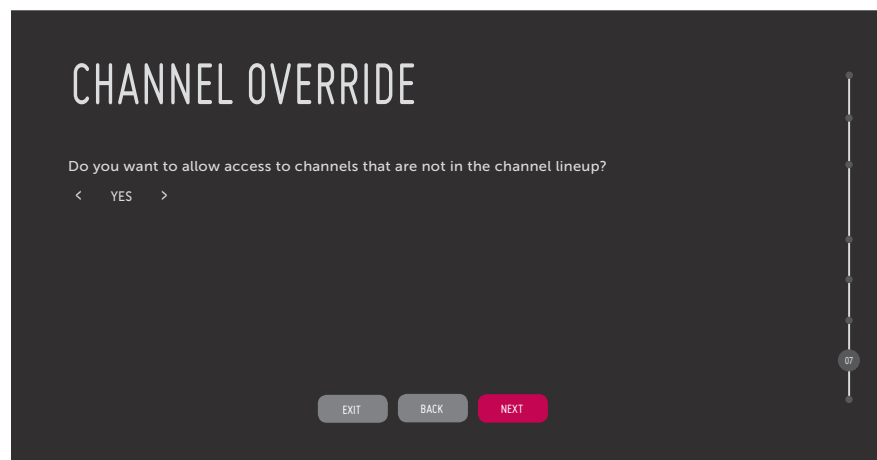 CHANNEL OVERRIDE
Do you want to allow access to channels that are not in the channel lineup?
< YES >
07
EXIT BACK NEXT